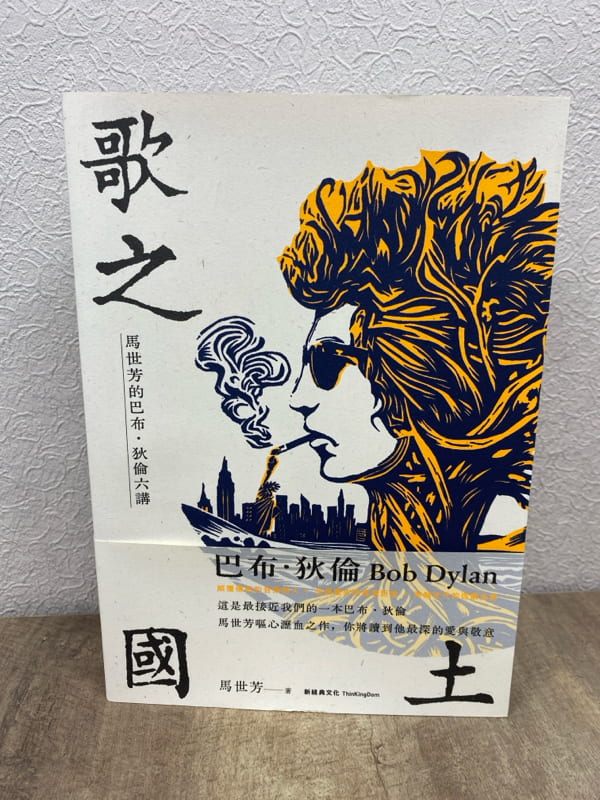 歌之
國土
馬世芳的巴布・狄倫六講
巴布・狄倫 Bob Dylan
這是最接近我們的一本巴布・狄倫
馬世芳嘔心瀝血之作，你將讀到他最深的愛與敬意
馬世芳——著
新經典文化 ThinKingDom